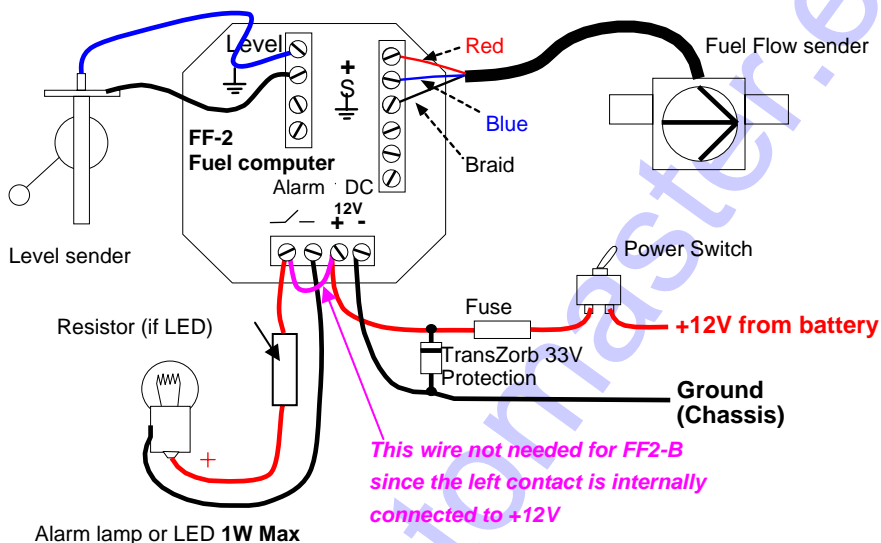 Level
+
S
Red
Fuel Flow sender
Blue
Braid
FF-2
Fuel computer
Alarm DC
12V
+ -
Level sender
Power Switch
Resistor (if LED)
Fuse
+12V from battery
TransZorb 33V
Protection
Ground
(Chassis)
+
This wire not needed for FF2-B
since the left contact is internally
connected to +12V
Alarm lamp or LED 1W Max
tomaster.e